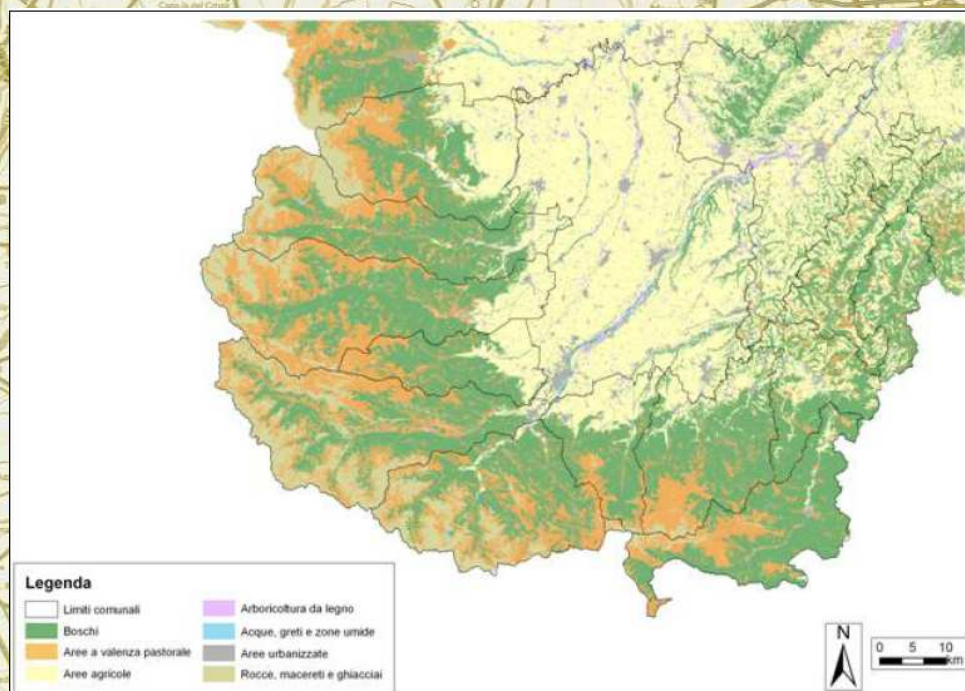 Legenda
Limiti comunali
Boschi
Aree a valenza pastorale
Aree agricole
Arboricoltura da legno
Acque, greti e zone umide
Aree urbanizzate
Rocce, macereti e ghiacciai
N
0 5 10
km